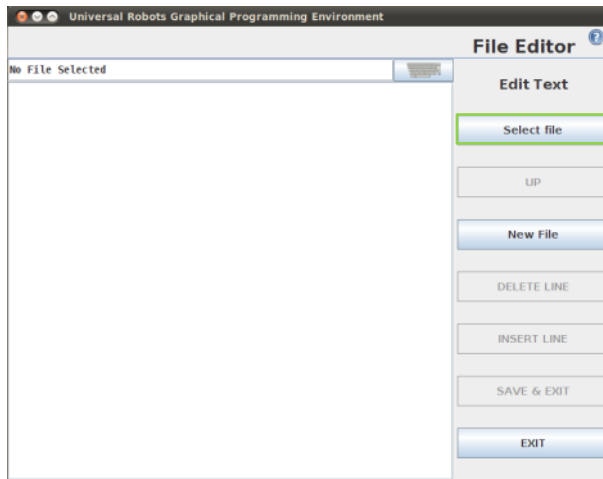 Universal Robots Graphical Programming Environment
File Editor ?
No File Selected
Edit Text
Select file
UP
New File
DELETE LINE
INSERT LINE
SAVE & EXIT
EXIT